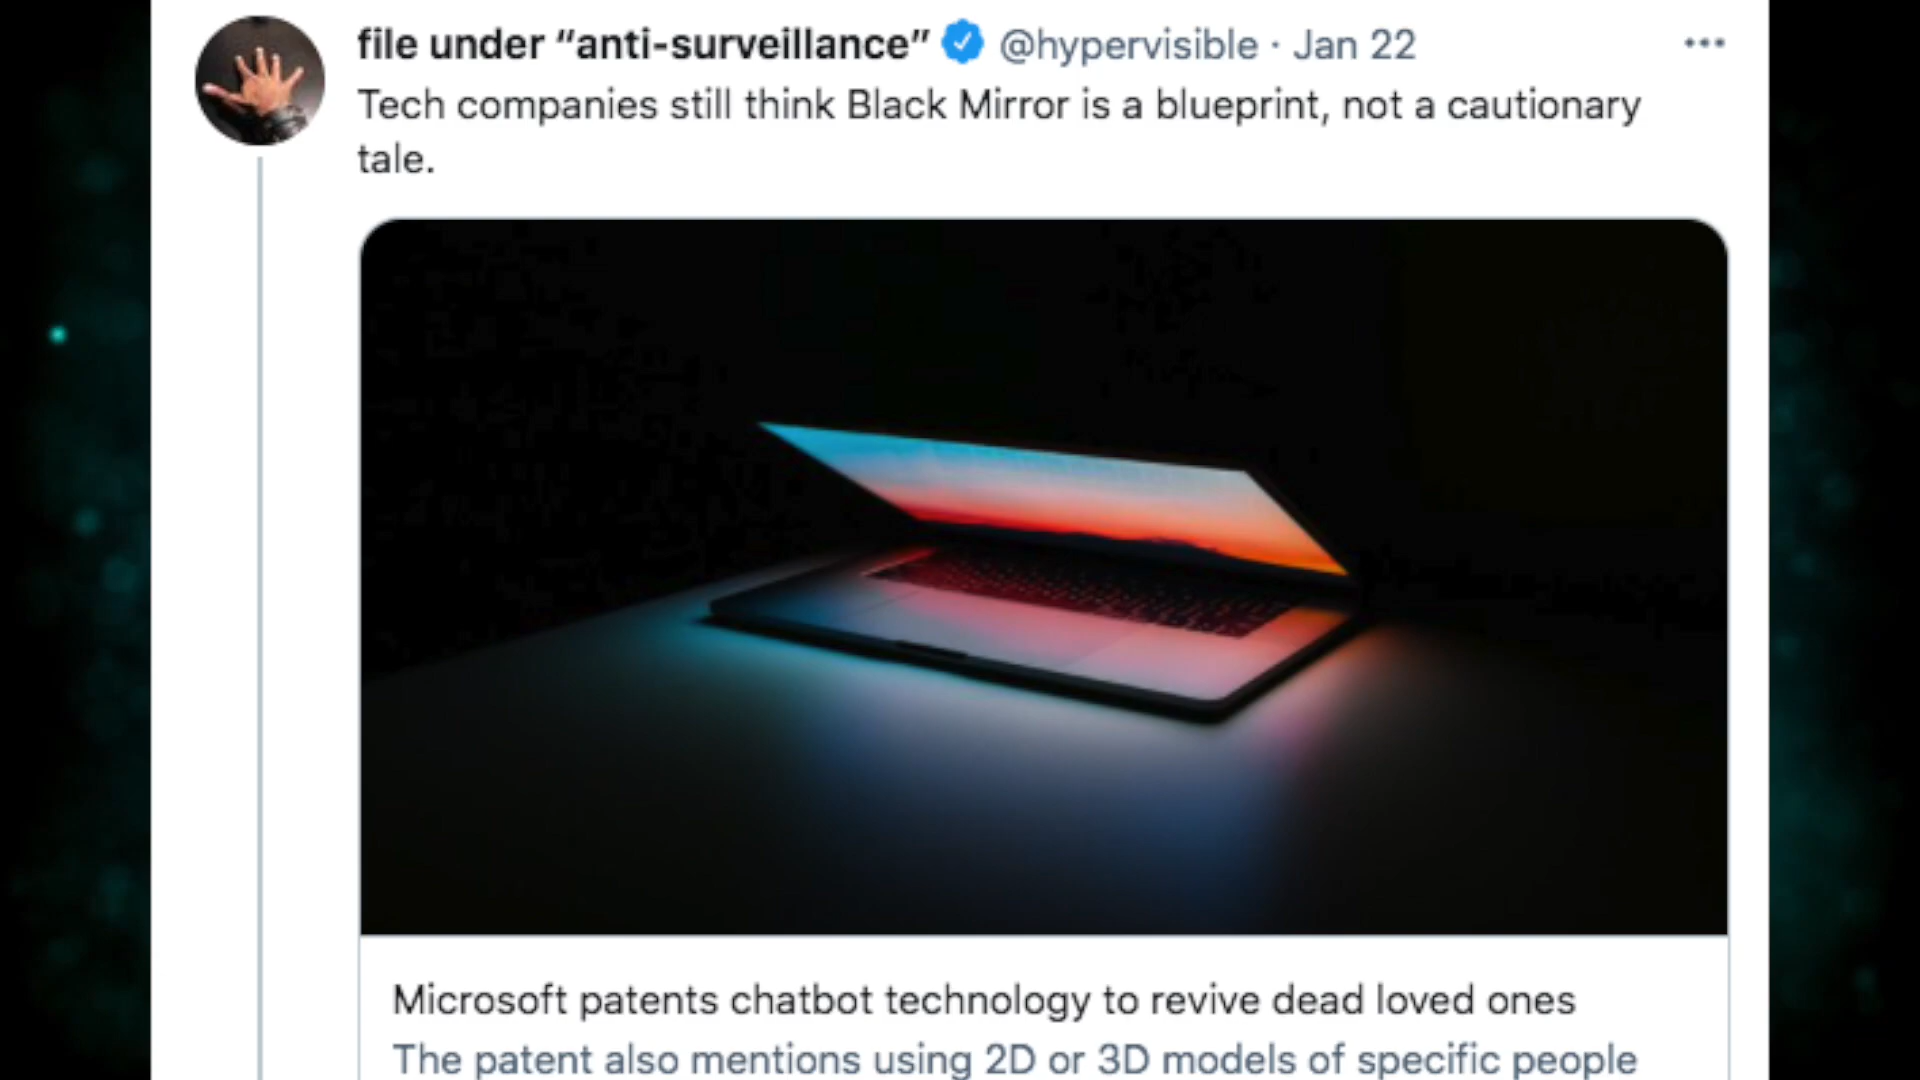 file under “anti-surveillance” @hypervisible · Jan 22
Tech companies still think Black Mirror is a blueprint, not a cautionary
tale.
Microsoft patents chatbot technology to revive dead loved ones
The patent also mentions using 2D or 3D models of specific people